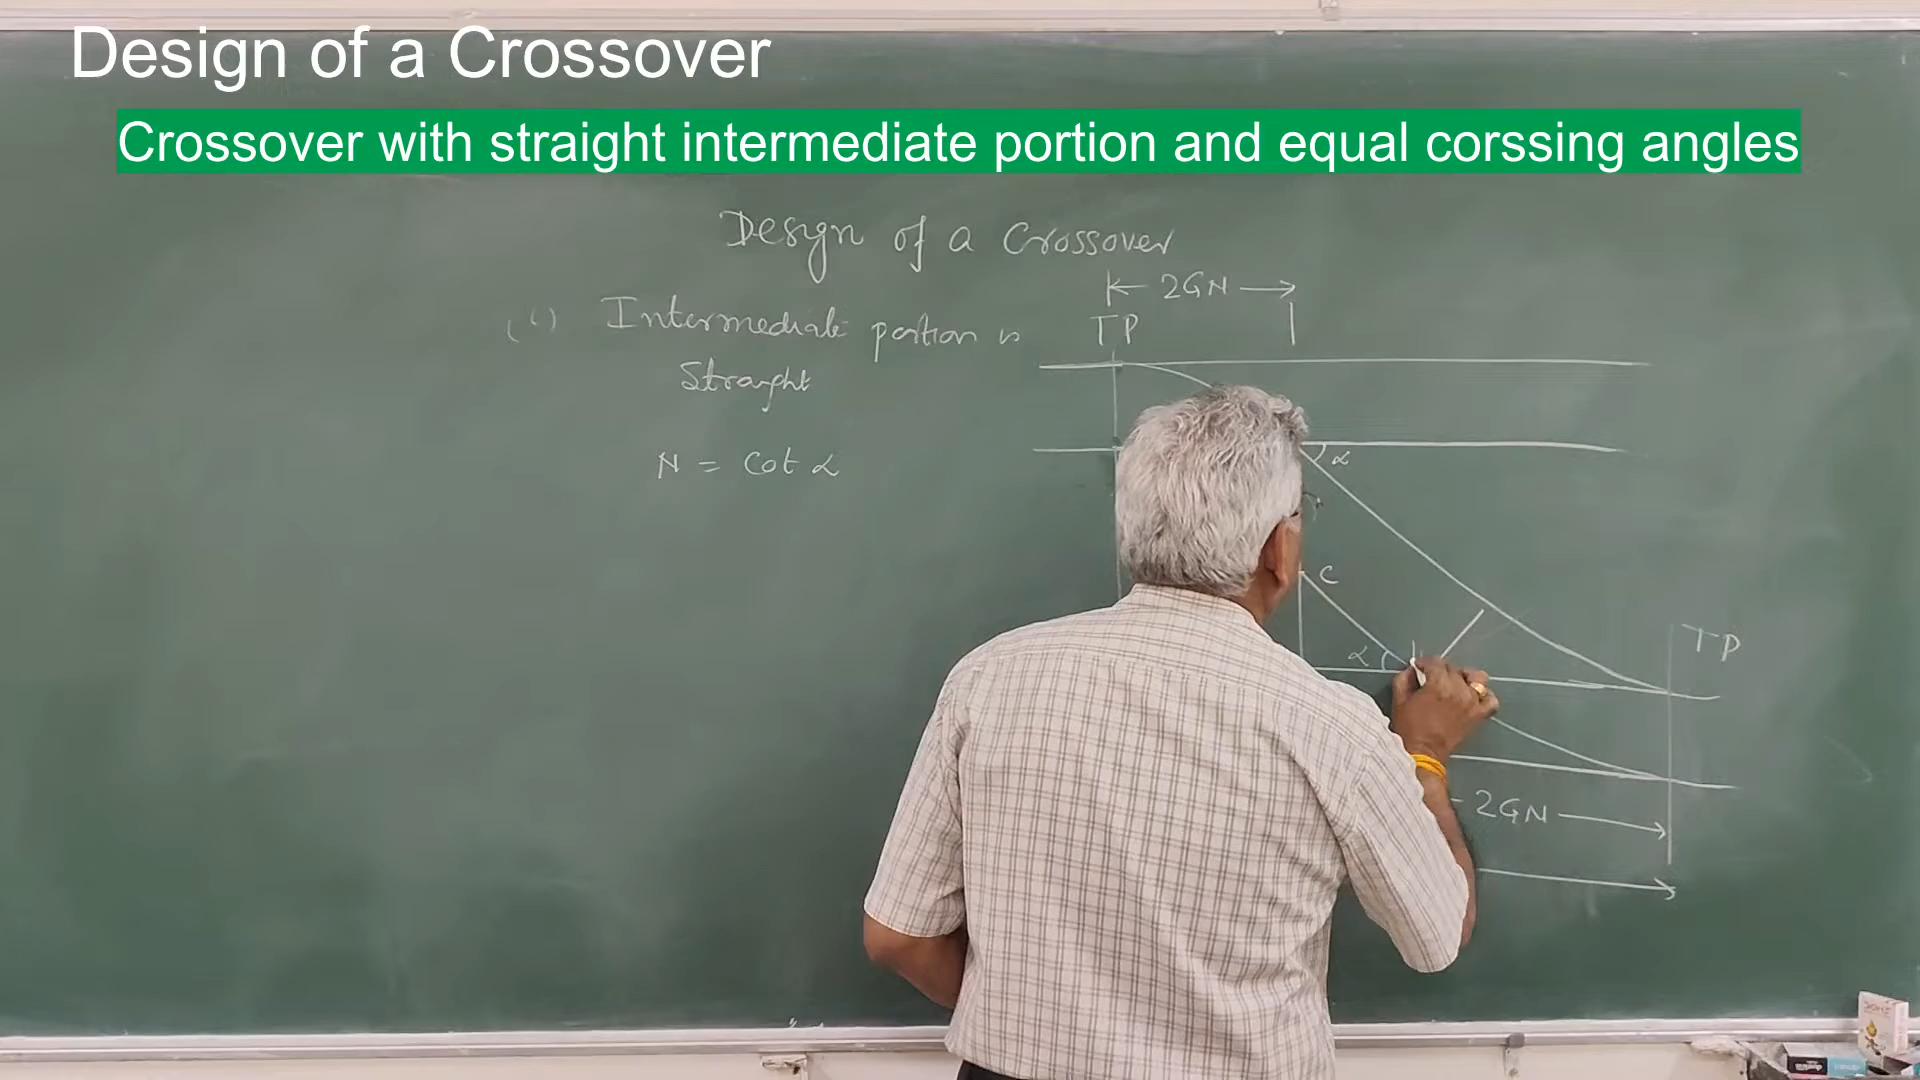 Design of a Crossover
Crossover with straight intermediate portion and equal corssing angles
Design of a Crossover
2GN
(i) Intermediate portion is
TP
Straight
N = Cot α
α
C
α
TP
2GN